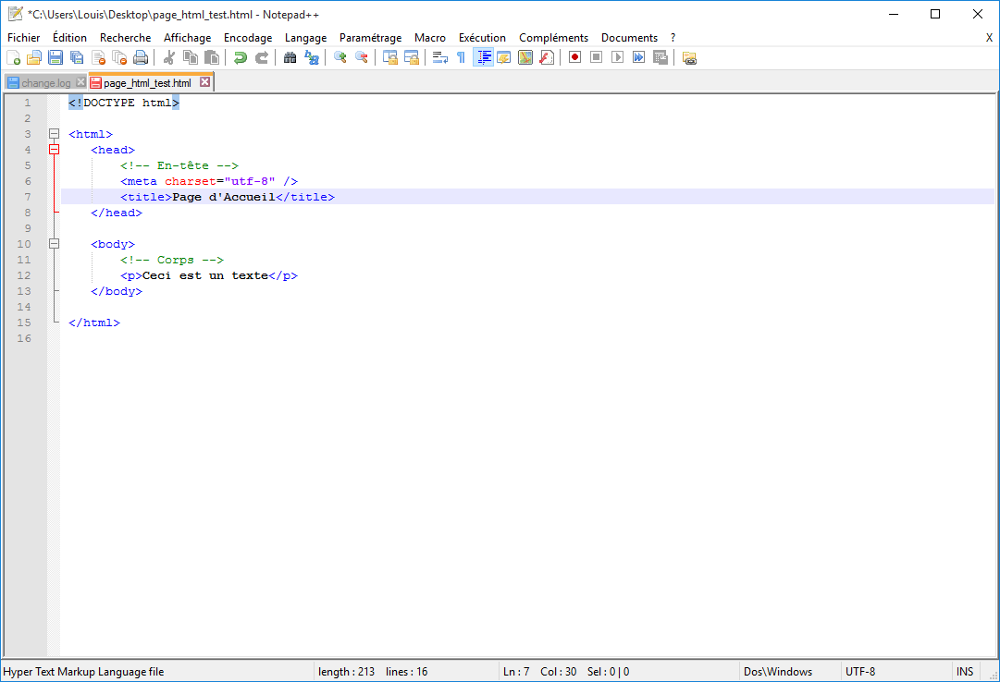 *C:\Users\Louis\Desktop\page_html_test.html - Notepad++
Fichier Édition Recherche Affichage Encodage Langage Paramétrage Macro Exécution Compléments Documents ? X
change.log page_html_test.html
1 <!DOCTYPE html>
2
3 <html>
4 <head>
5 <!-- En-tête -->
6 <meta charset="utf-8" />
7 <title>Page d'Accueil</title>
8 </head>
9
10 <body>
11 <!-- Corps -->
12 <p>Ceci est un texte</p>
13 </body>
14
15 </html>
16
Hyper Text Markup Language file length : 213 lines : 16 Ln : 7 Col : 30 Sel : 0 | 0 Dos\Windows UTF-8 INS